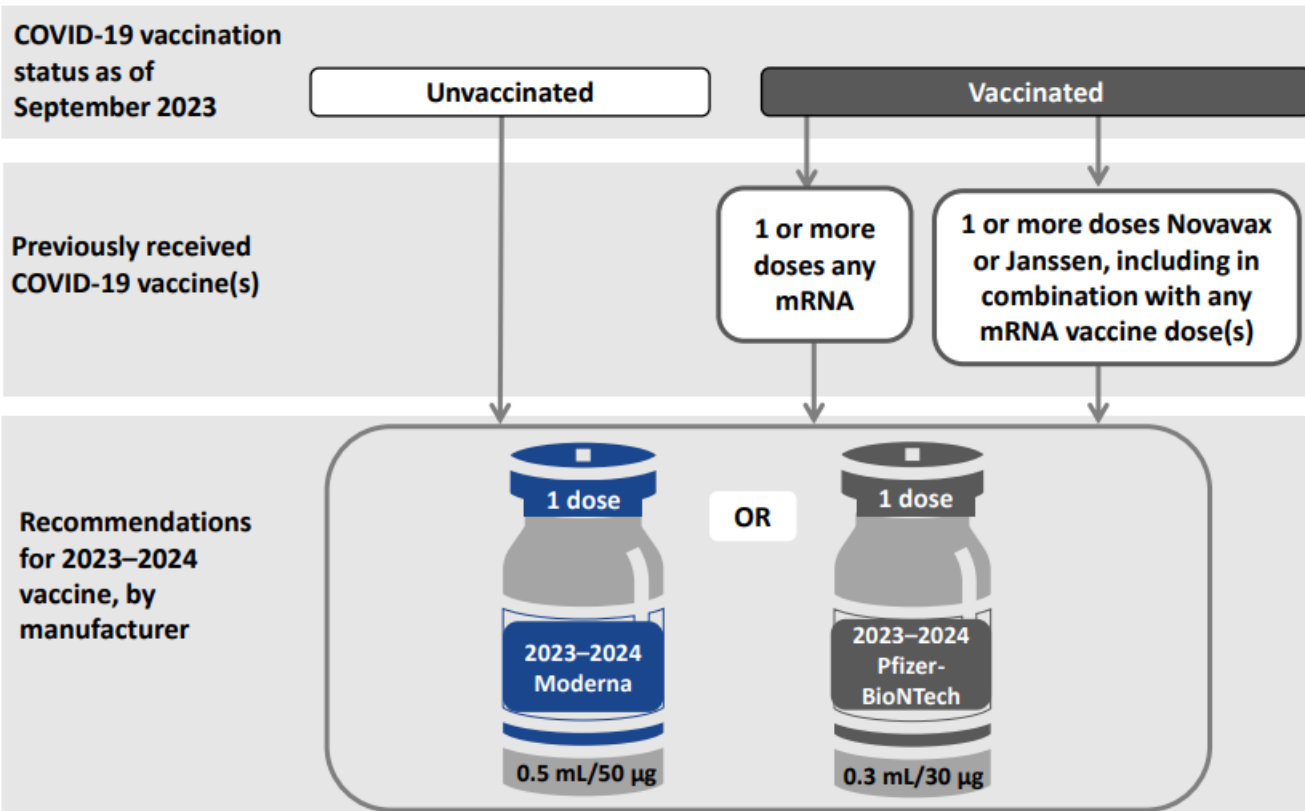 COVID-19 vaccination
status as of
September 2023
Unvaccinated
Vaccinated
Previously received
COVID-19 vaccine(s)
1 or more
doses any
mRNA
1 or more doses Novavax
or Janssen, including in
combination with any
mRNA vaccine dose(s)
Recommendations
for 2023–2024
vaccine, by
manufacturer
1 dose
2023–2024
Moderna
0.5 mL/50 µg
OR
1 dose
2023–2024
Pfizer-
BioNTech
0.3 mL/30 µg